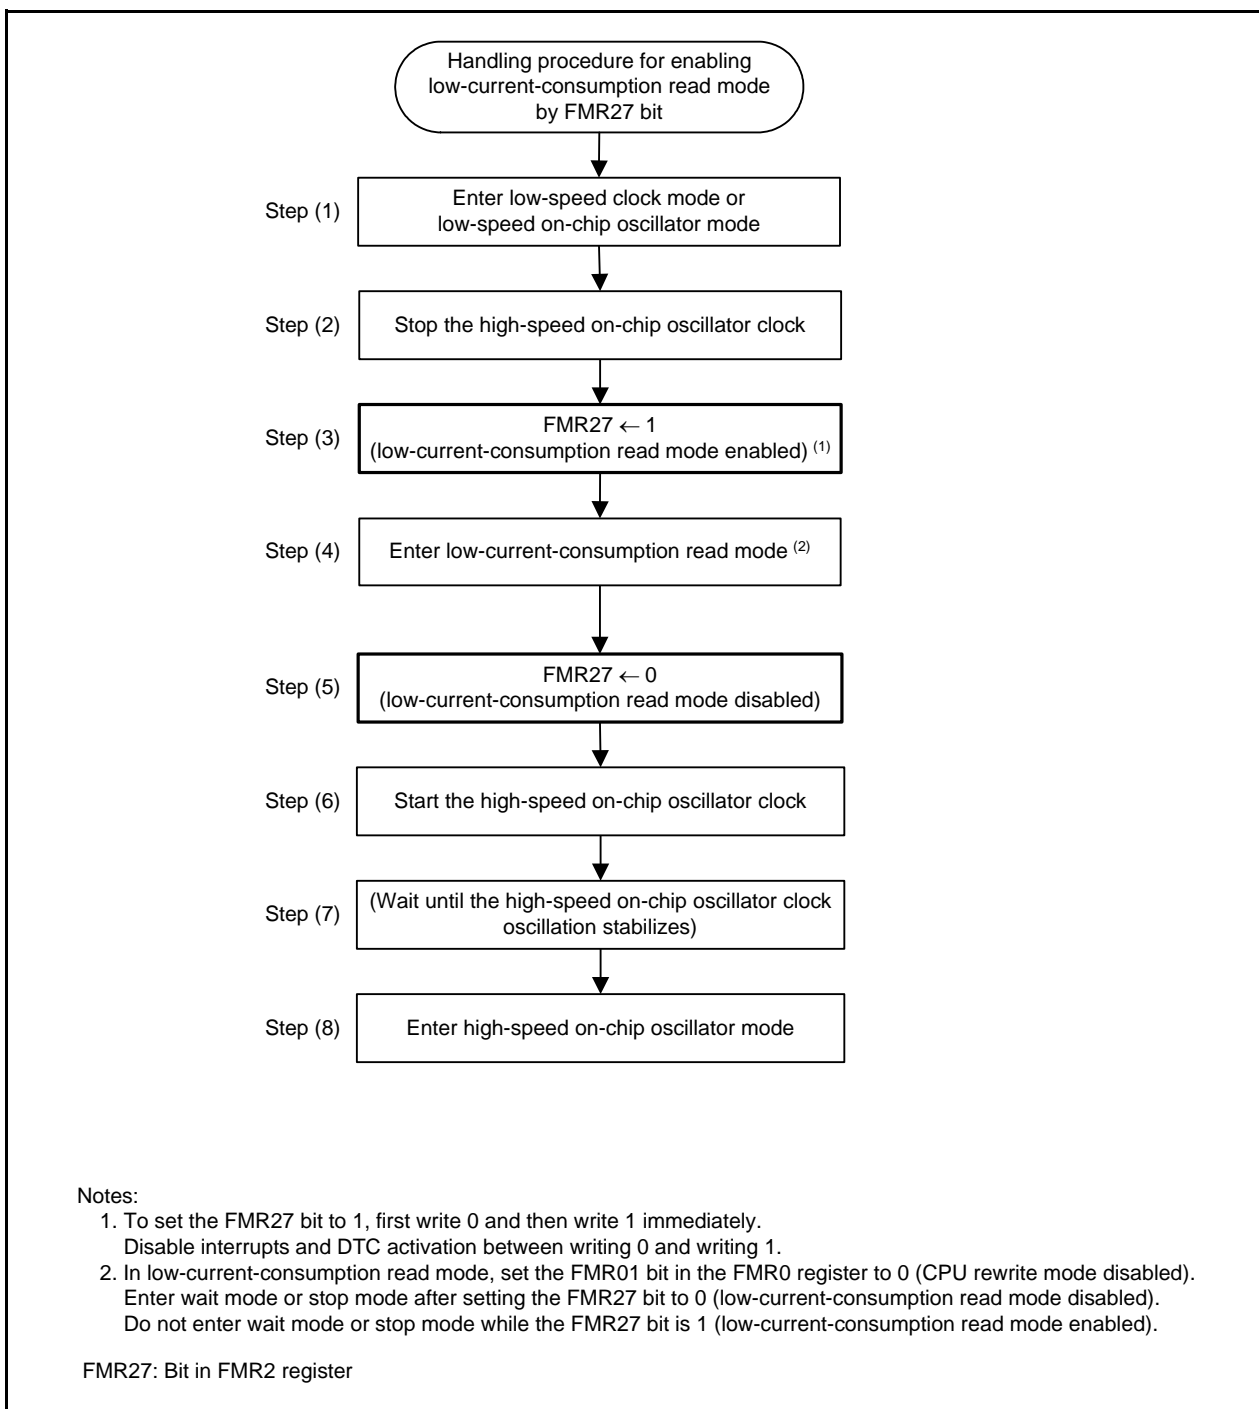 Handling procedure for enabling
low-current-consumption read mode
by FMR27 bit
Step (1)
Enter low-speed clock mode or
low-speed on-chip oscillator mode
Step (2)
Stop the high-speed on-chip oscillator clock
Step (3)
FMR27 ← 1
(low-current-consumption read mode enabled) (1)
Step (4)
Enter low-current-consumption read mode (2)
Step (5)
FMR27 ← 0
(low-current-consumption read mode disabled)
Step (6)
Start the high-speed on-chip oscillator clock
Step (7)
(Wait until the high-speed on-chip oscillator clock
oscillation stabilizes)
Step (8)
Enter high-speed on-chip oscillator mode
Notes:
1. To set the FMR27 bit to 1, first write 0 and then write 1 immediately.
Disable interrupts and DTC activation between writing 0 and writing 1.
2. In low-current-consumption read mode, set the FMR01 bit in the FMR0 register to 0 (CPU rewrite mode disabled).
Enter wait mode or stop mode after setting the FMR27 bit to 0 (low-current-consumption read mode disabled).
Do not enter wait mode or stop mode while the FMR27 bit is 1 (low-current-consumption read mode enabled).
FMR27: Bit in FMR2 register